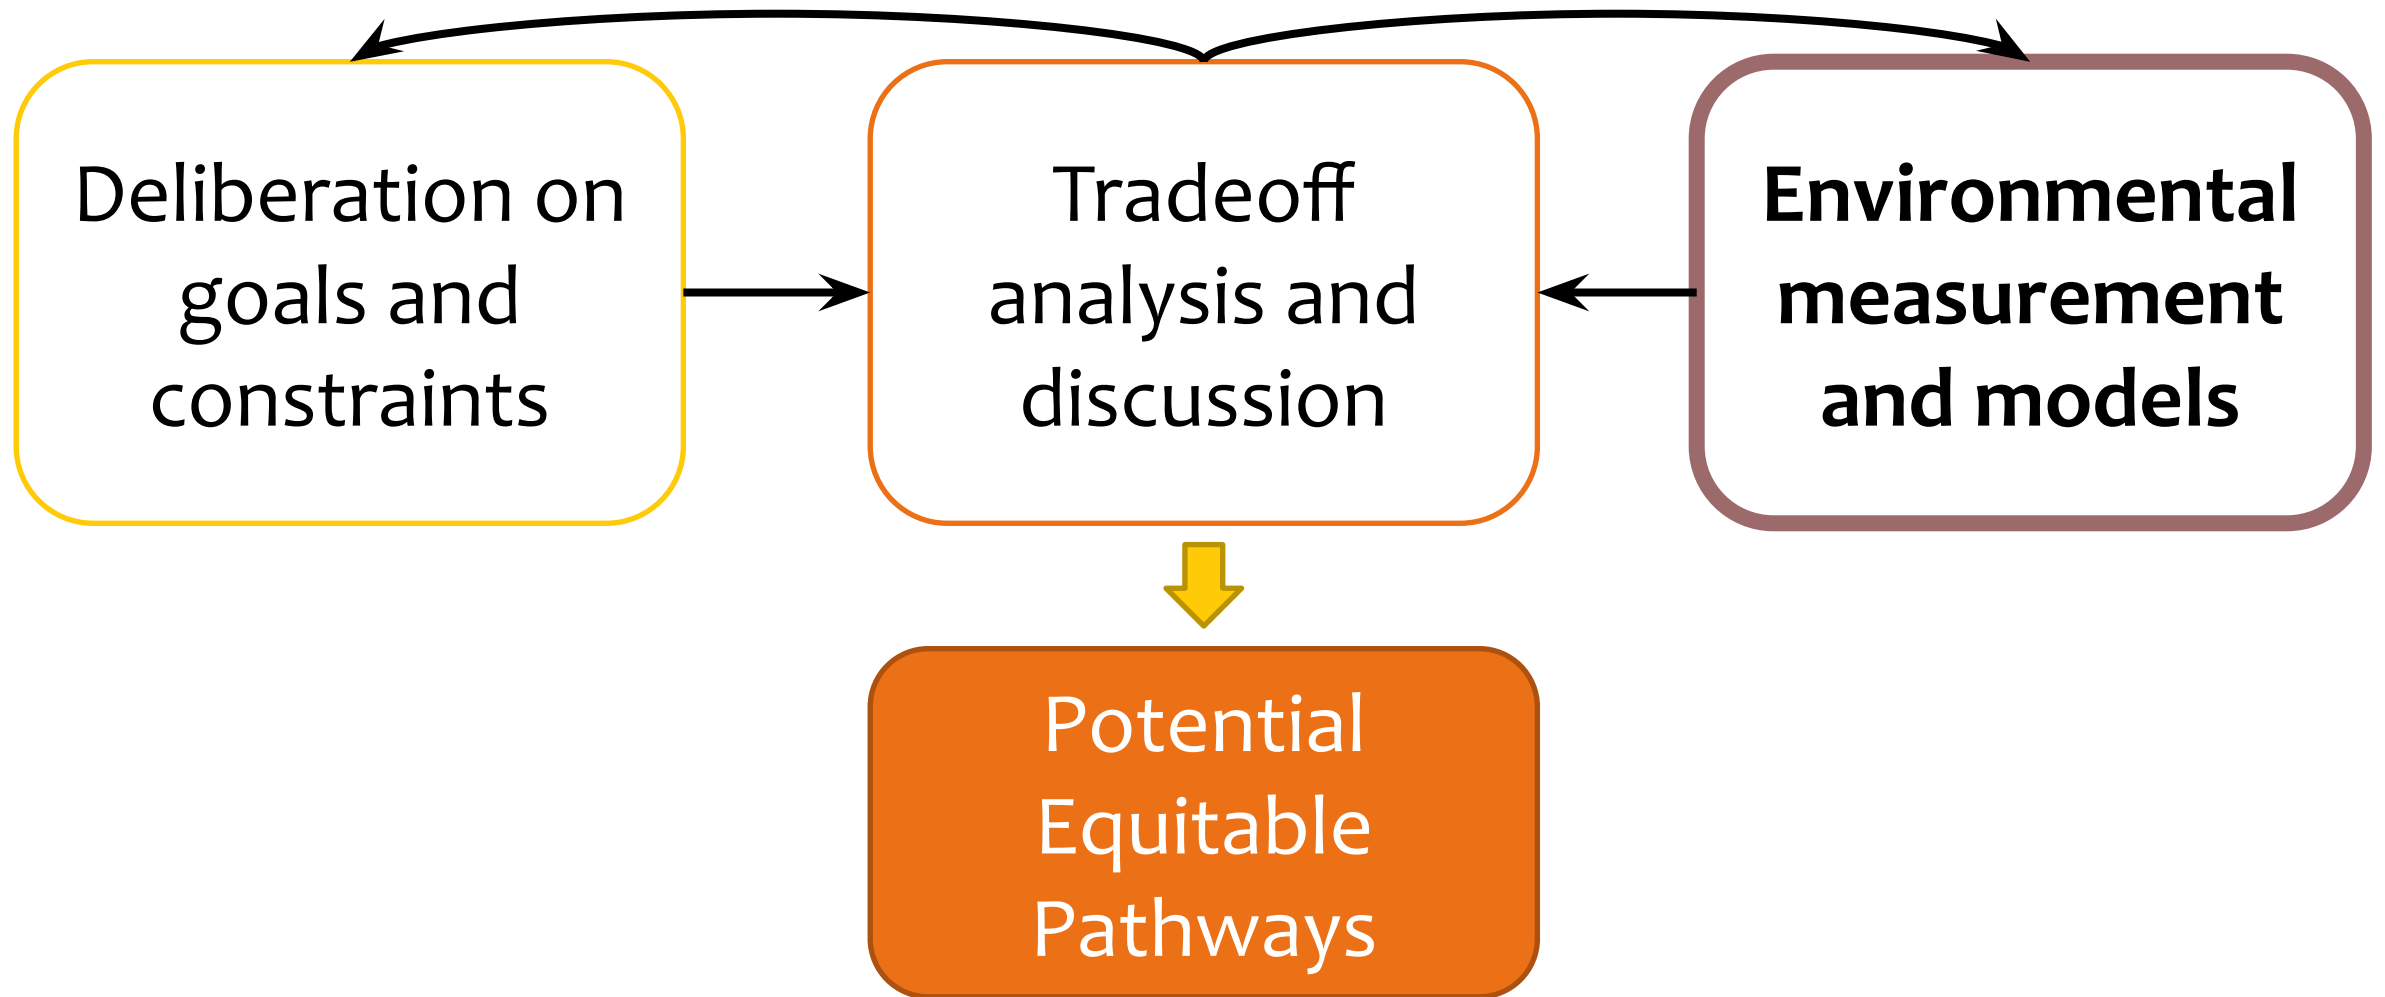 Deliberation on
goals and
constraints
Tradeoff
analysis and
discussion
Environmental
measurement
and models
Potential
Equitable
Pathways